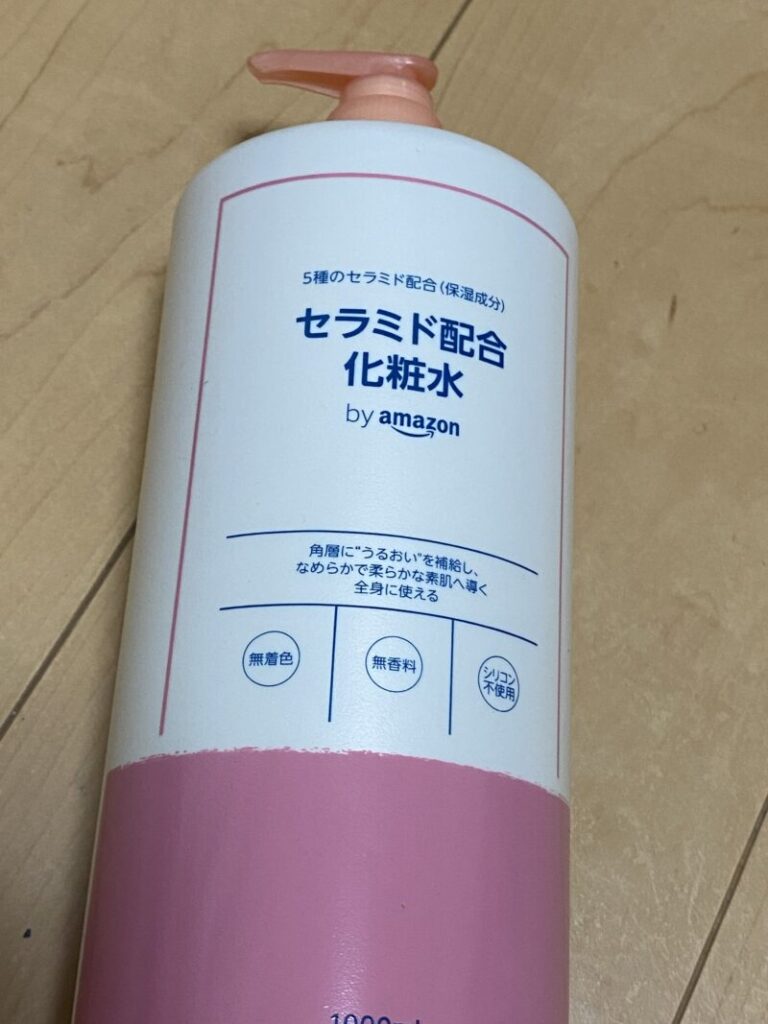 5種のセラミド配合(保湿成分)
セラミド配合
化粧水
by amazon
角層に"うるおい"を補給し、
なめらかで柔らかな素肌へ導く
全身に使える
無着色
無香料
シリコン
不使用